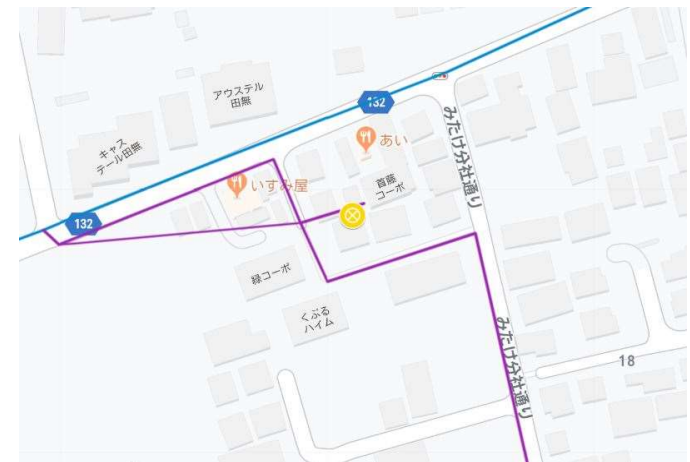 アウステル
田無
132
あい
キャス
テール田無
いすみ屋
首藤
コーポ
みたけ分社通り
132
緑コーポ
くぶる
ハイム
みたけ分社通り
18